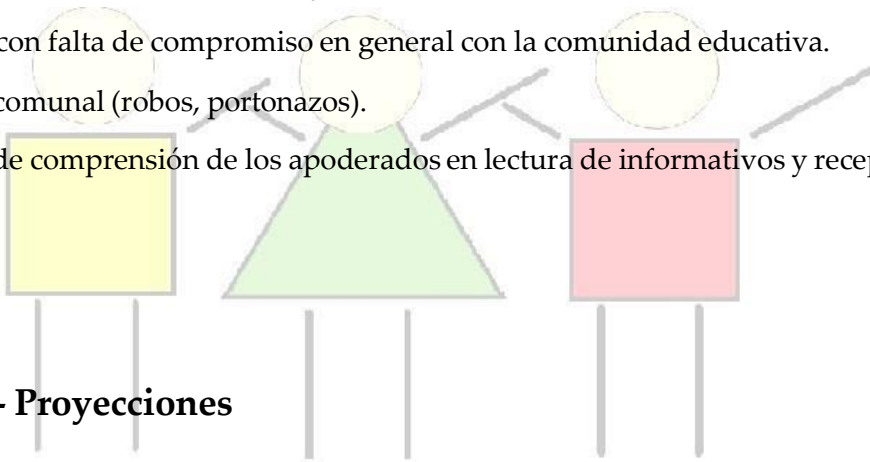 con falta de compromiso en general con la comunidad educativa.
comunal (robos, portonazos).
de comprensión de los apoderados en lectura de informativos y
- Proyecciones